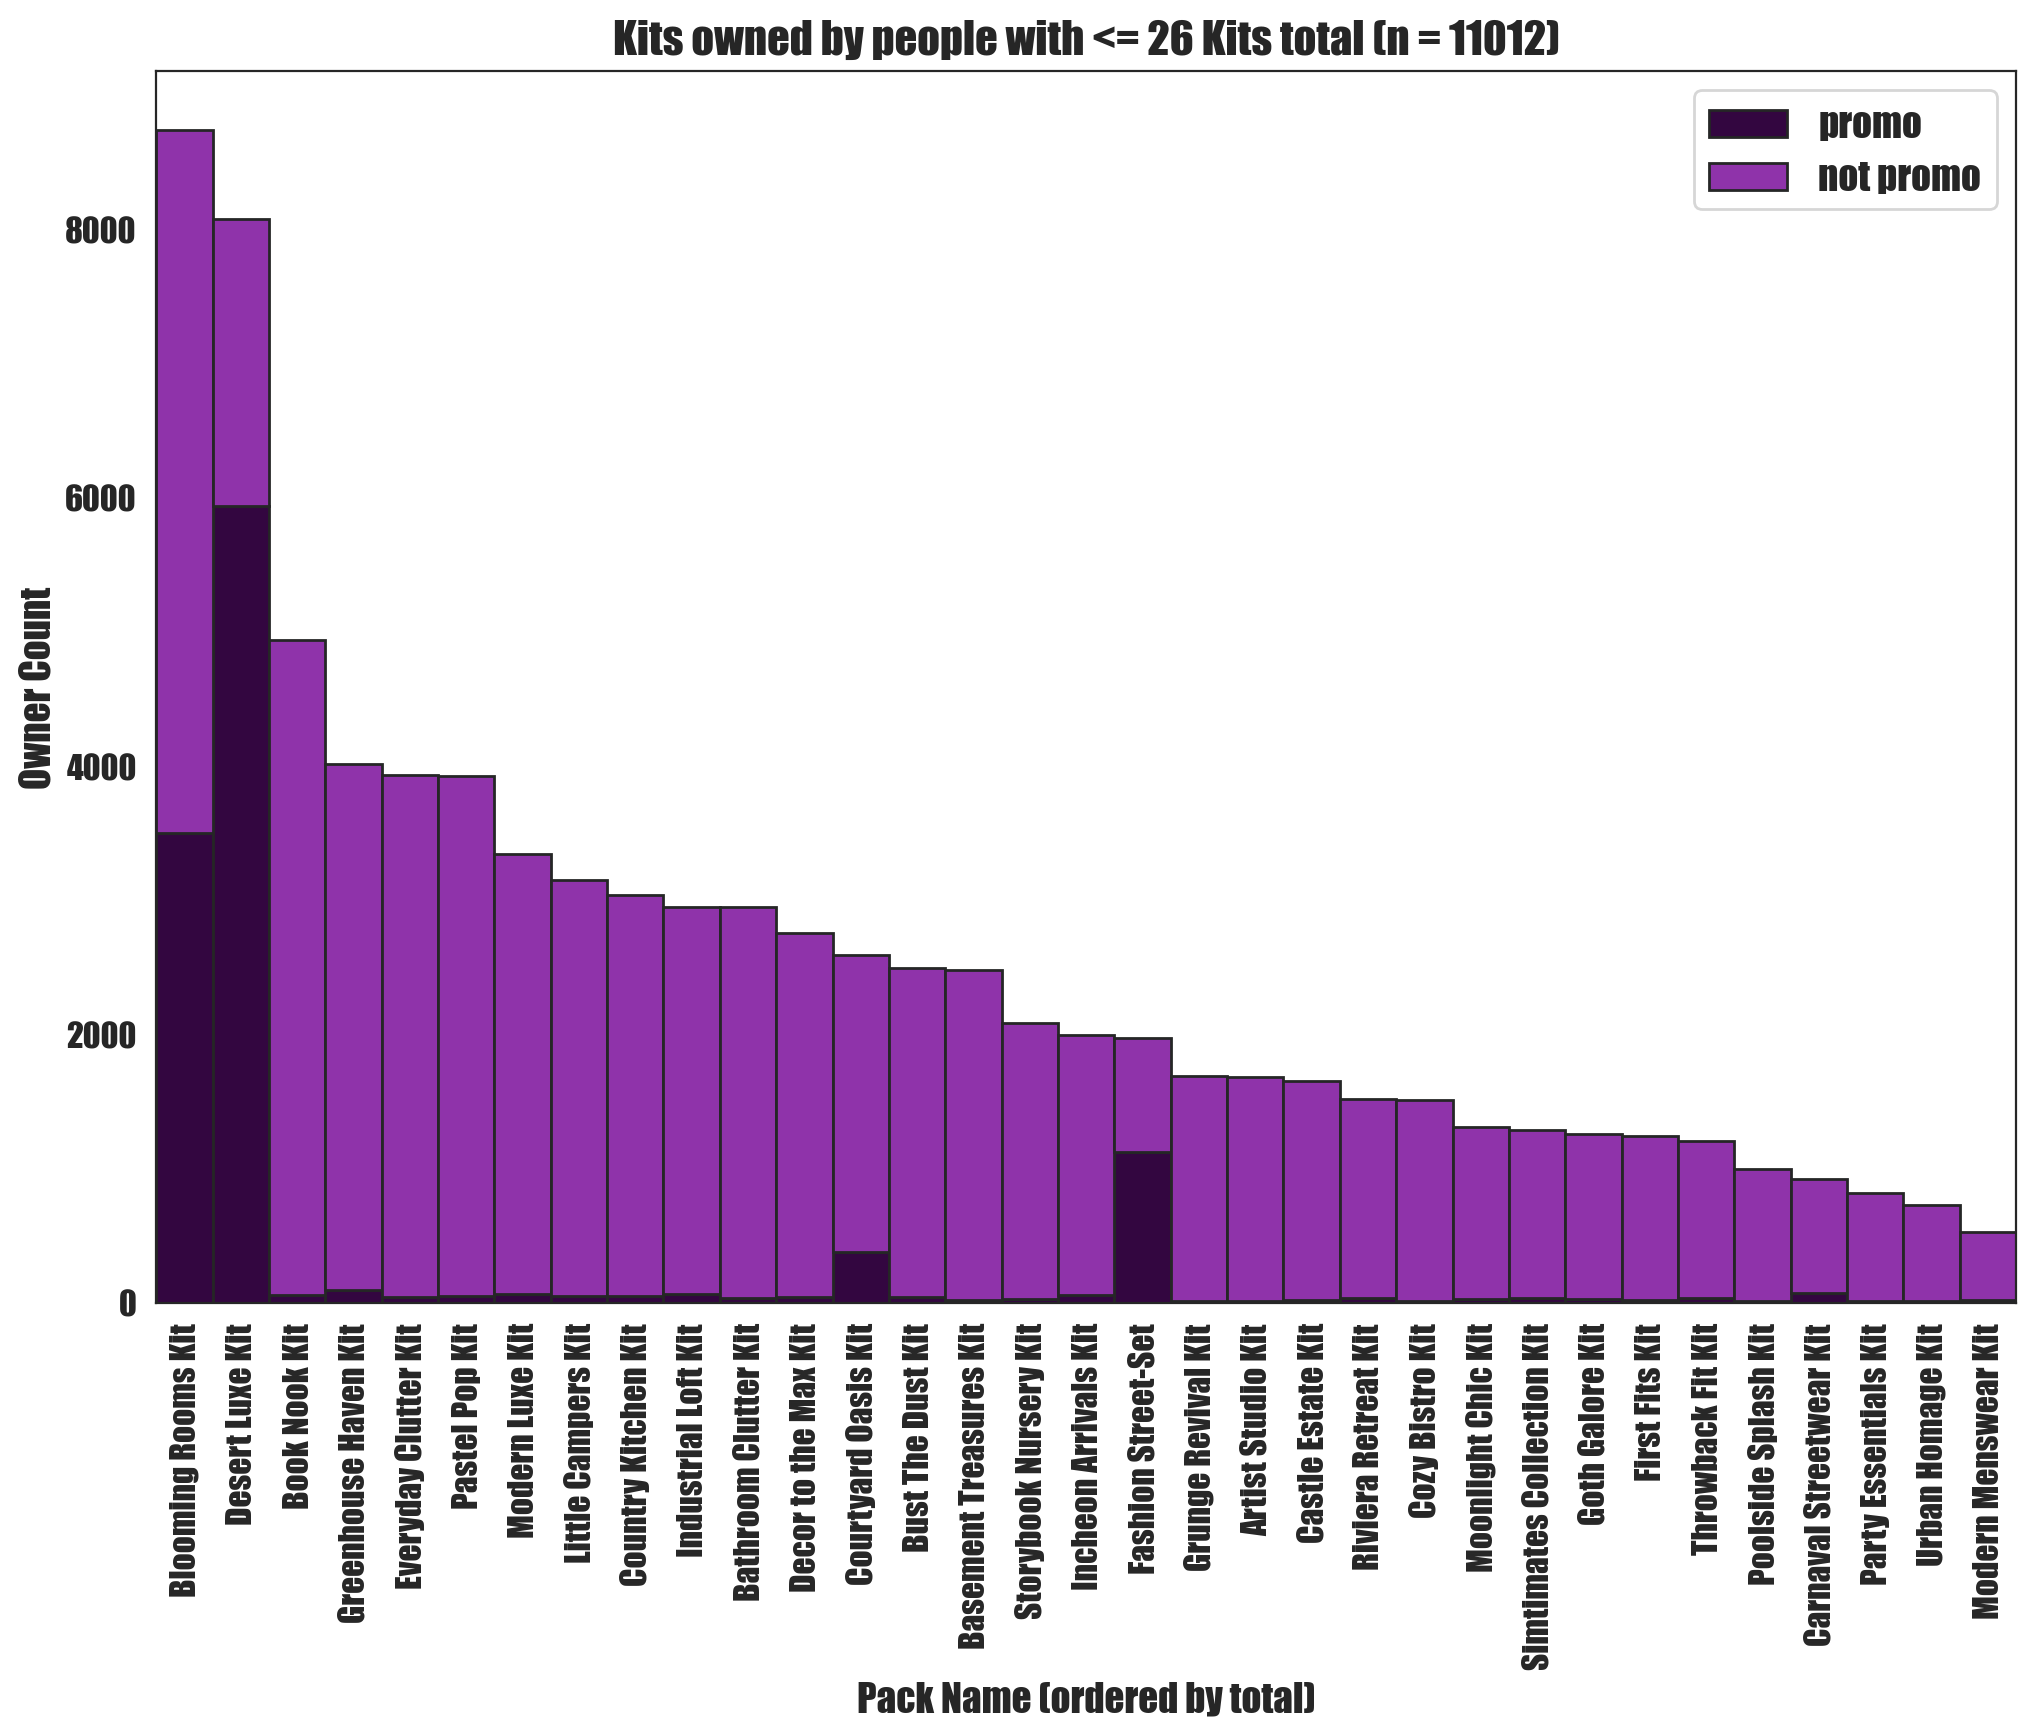 Kits owned by people with <= 26 Kits total (n = 11012)
promo
not promo
Owner Count
8000
6000
4000
2000
0
Blooming Rooms Kit
Desert Luxe Kit
Book Nook Kit
Greenhouse Haven Kit
Everyday Clutter Kit
Pastel Pop Kit
Modern Luxe Kit
Little Campers Kit
Country Kitchen Kit
Industrial Loft Kit
Bathroom Clutter Kit
Decor to the Max Kit
Courtyard Oasis Kit
Bust The Dust Kit
Basement Treasures Kit
Storybook Nursery Kit
Incheon Arrivals Kit
Fashion Street-Set
Grunge Revival Kit
Artist Studio Kit
Castle Estate Kit
Riviera Retreat Kit
Cozy Bistro Kit
Moonlight Chic Kit
Simtimates Collection Kit
Goth Galore Kit
First Fits Kit
Throwback Fit Kit
Poolside Splash Kit
Carnaval Streetwear Kit
Party Essentials Kit
Urban Homage Kit
Modern Menswear Kit
Pack Name (ordered by total)